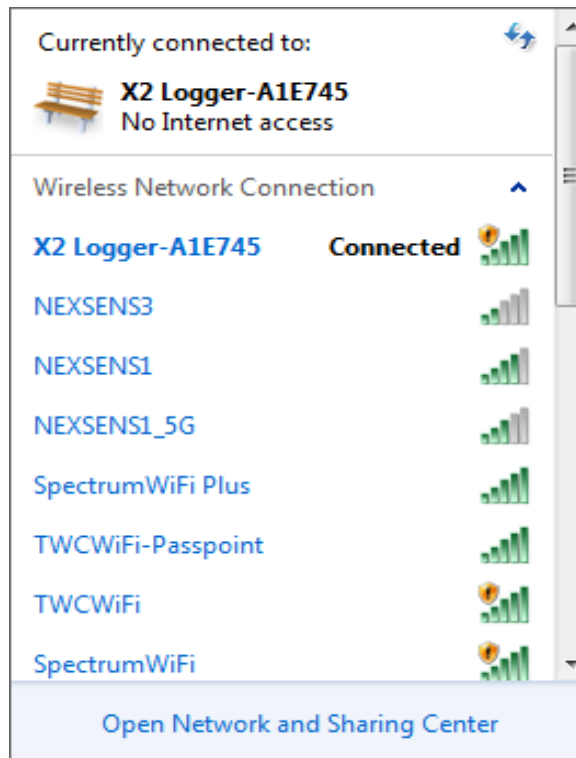 Currently connected to:
X2 Logger-A1E745
No Internet access
Wireless Network Connection
X2 Logger-A1E745 Connected
NEXSENS3
NEXSENS1
NEXSENS1_5G
SpectrumWiFi Plus
TWCWiFi-Passpoint
TWCWiFi
SpectrumWiFi
Open Network and Sharing Center